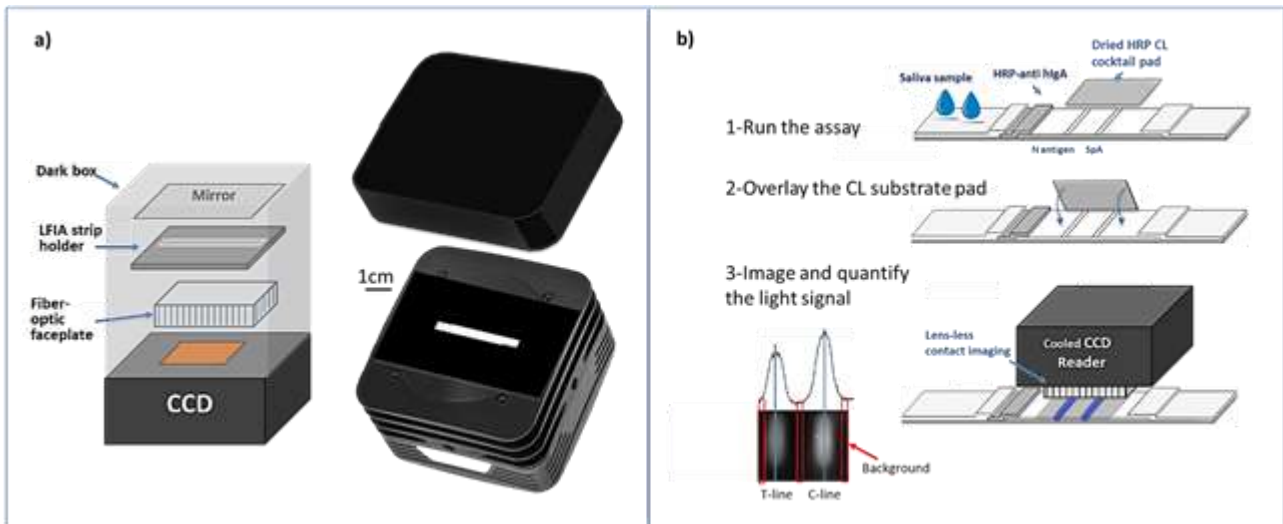 a)
Dark box
Mirror
LFIA strip
holder
Fiber-
optic
faceplate
CCD
1cm
b)
Saliva sample
HRP-anti hIgA
Dried HRP CL
cocktail pad
1-Run the assay
N antigen
SpA
2-Overlay the CL substrate pad
3-Image and quantify
the light signal
Lens-less
contact imaging
Cooled CCD
Reader
Background
T-line
C-line